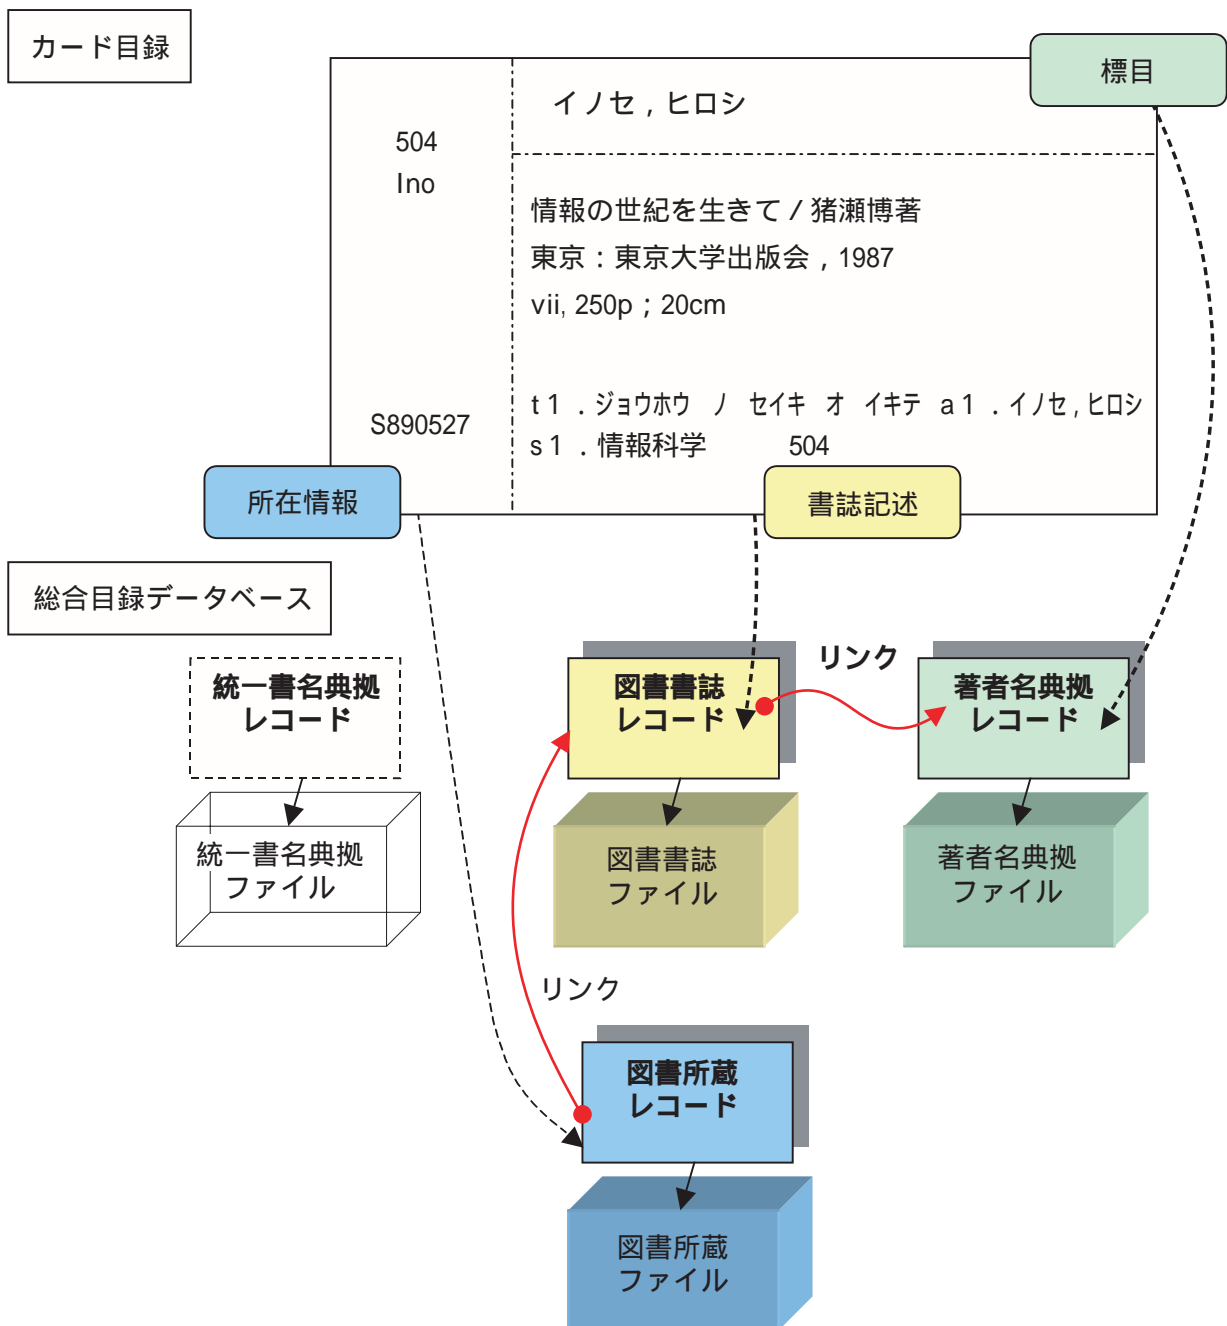 カード目録
標目
イノセ，ヒロシ
504
Ino
情報の世紀を生きて / 猪瀬博著
東京：東京大学出版会，1987
vii, 250p；20cm
t１．ジョウホウ　ノ　セイキ　オ　イキテ　a１．イノセ，ヒロシ
s１．情報科学　504
S890527
所在情報
書誌記述
総合目録データベース
統一書名典拠
レコード
図書書誌
レコード
リンク
著者名典拠
レコード
統一書名典拠
ファイル
図書書誌
ファイル
著者名典拠
ファイル
リンク
図書所蔵
レコード
図書所蔵
ファイル